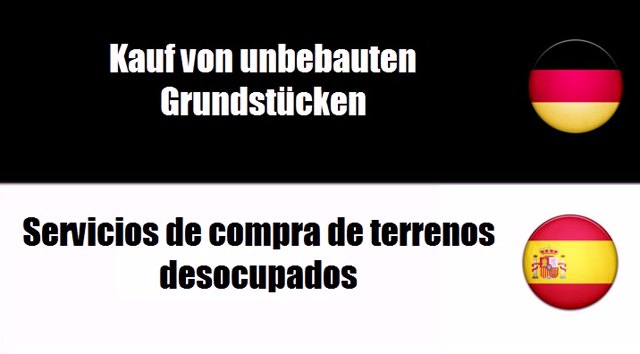 Kauf von unbebauten
Grundstücken
Servicios de compra de terrenos
desocupados